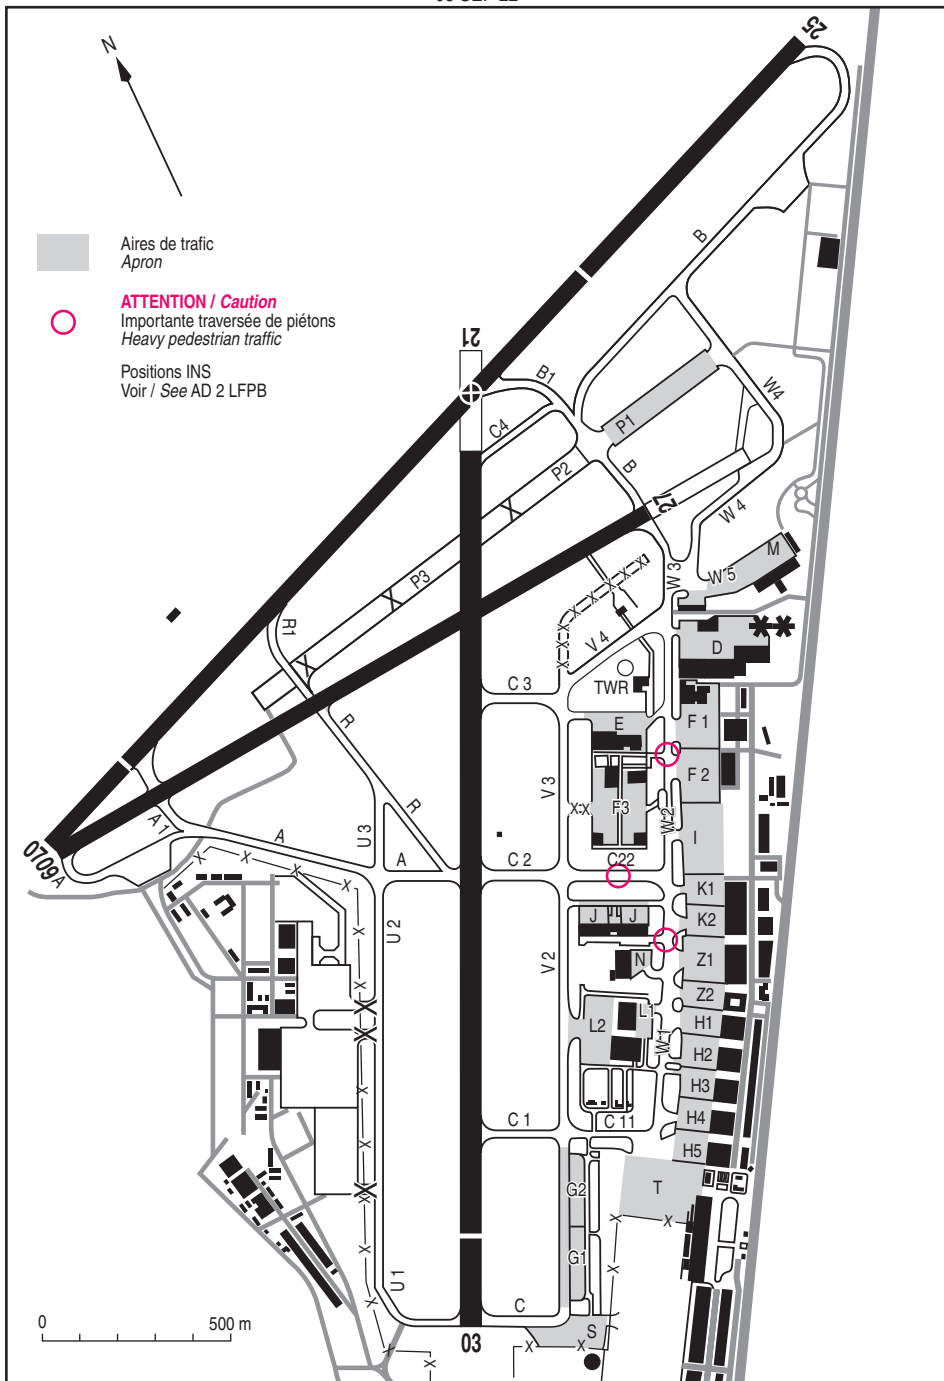 25
N
Aires de trafic
Apron
ATTENTION / Caution
Importante traversée de piétons
Heavy pedestrian traffic
Positions INS
Voir / See AD 2 LFPB
B
21
B1
W4
P1
C4
P2
B
27
W 4
M
P3
W 3
W 5
R1
V 4
D
TWR
C 3
E
F 1
R
F 2
V 3
F3
X-X
W-2
R
A 1
A
U 3
I
0709
A
A
C 2
C22
K1
J
J
K2
U 2
V 2
N
Z1
Z2
L2
L1
H1
W-1
H2
H3
C 1
C 11
H4
H5
G2
T
G1
U 1
C
S
0
500 m
03